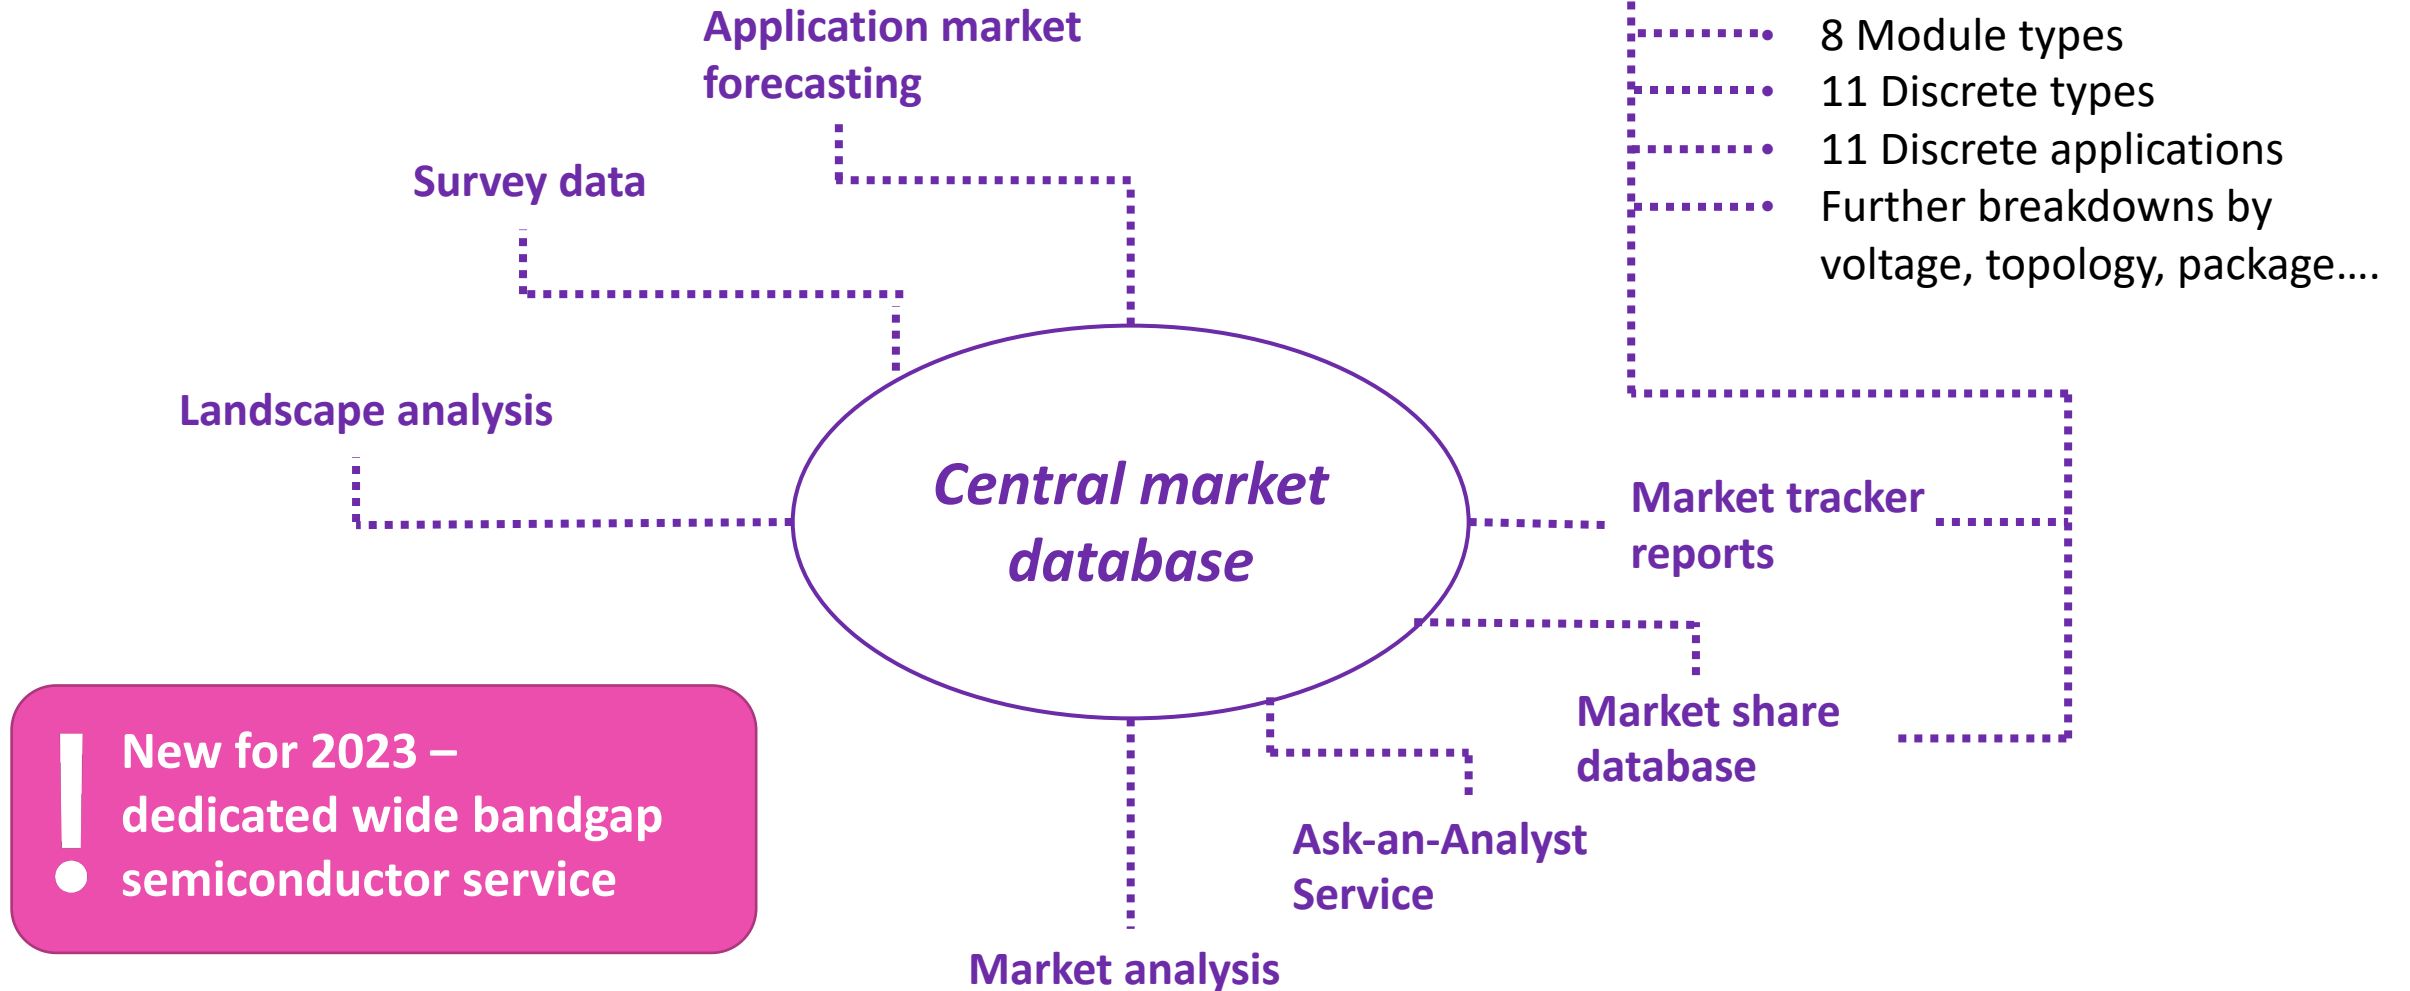 Application market
forecasting
8 Module types
11 Discrete types
11 Discrete applications
Further breakdowns by
voltage, topology, package....
Survey data
Landscape analysis
Central market
database
Market tracker
reports
Market share
database
! New for 2023 –
dedicated wide bandgap
semiconductor service
Ask-an-Analyst
Service
Market analysis